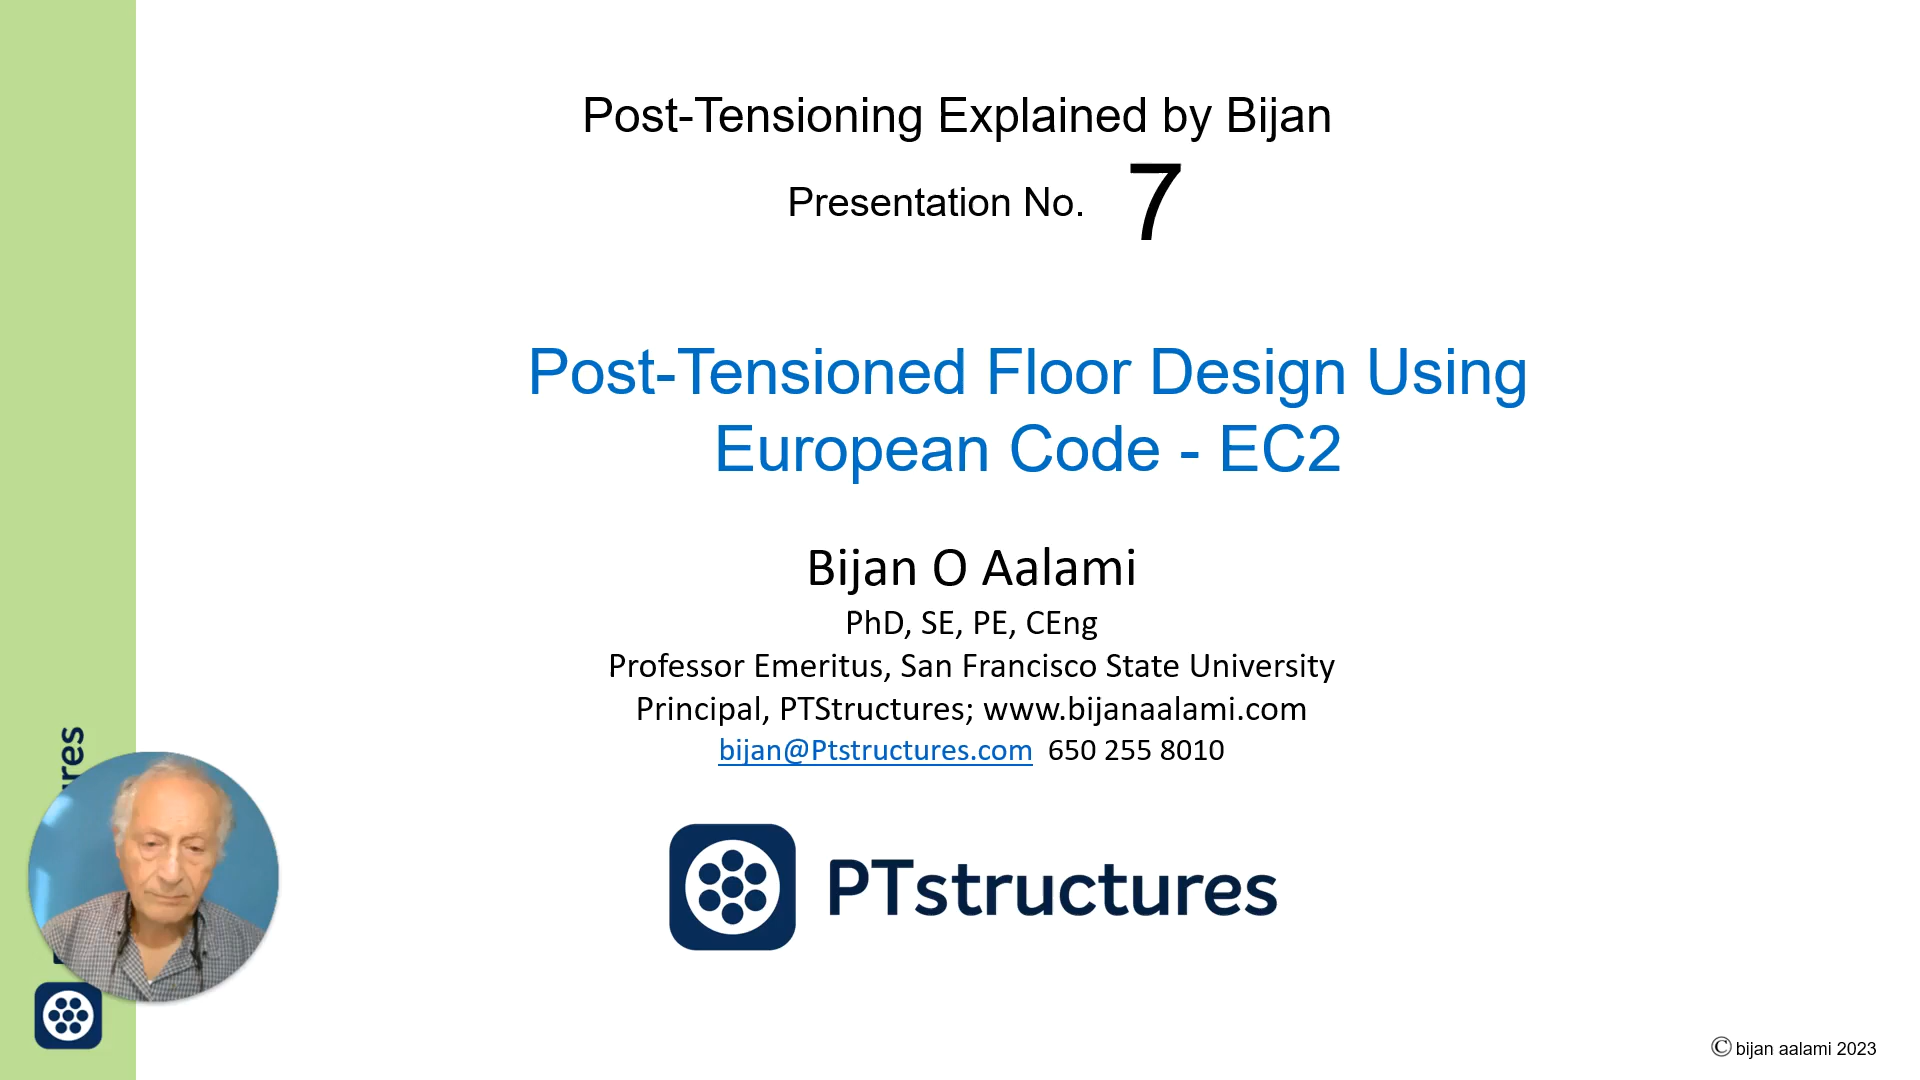 Post-Tensioning Explained by Bijan
Presentation No. 7
Post-Tensioned Floor Design Using
European Code - EC2
Bijan O Aalami
PhD, SE, PE, CEng
Professor Emeritus, San Francisco State University
Principal, PTStructures; www.bijanaalami.com
bijan@Ptstructures.com 650 255 8010
PTstructures
© bijan aalami 2023